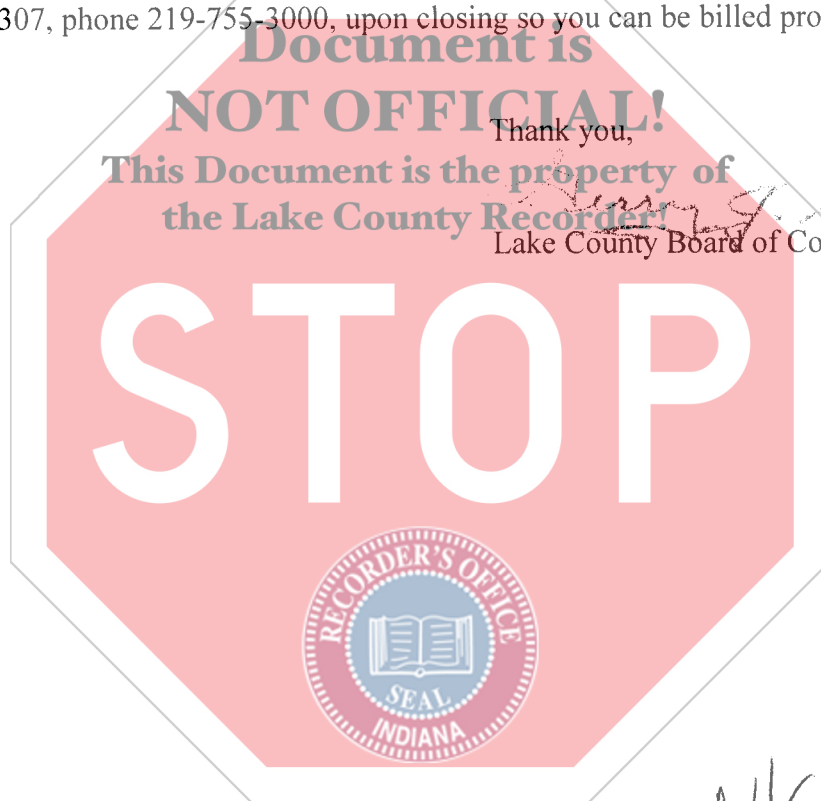 307, phone 219-755-3000, upon closing so you can be billed pro
Document is
NOT OFFICIAL!
Thank you,
This Document is the property of
the Lake County Recorder!
Lake County Board of Co
STOP
RECORDER'S OFFICE
SEAL
INDIANA